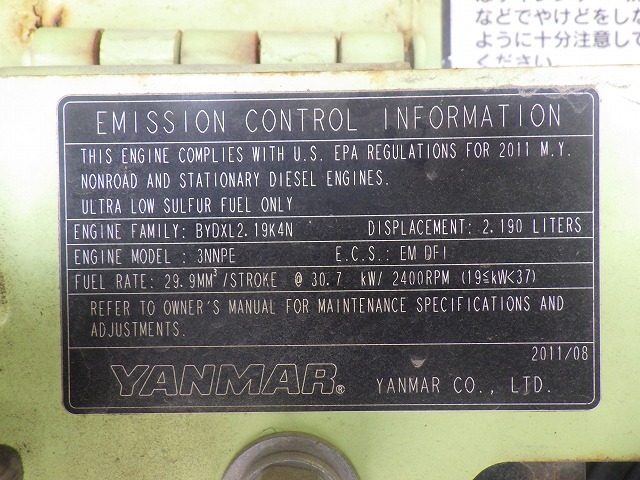 などでやけどをしな
ように十分注意して
ください.
EMISSION CONTROL INFORMATION
THIS ENGINE COMPLIES WITH U.S. EPA REGULATIONS FOR 2011 M.Y.
NONROAD AND STATIONARY DIESEL ENGINES.
ULTRA LOW SULFUR FUEL ONLY
ENGINE FAMILY: BYDXL2.19K4N DISPLACEMENT: 2.190 LITERS
ENGINE MODEL : 3NNPE E.C.S.: EM DFI
FUEL RATE: 29.9MM³/STROKE @ 30.7 kW/ 2400RPM (19≦kW<37)
REFER TO OWNER'S MANUAL FOR MAINTENANCE SPECIFICATIONS AND
ADJUSTMENTS.
2011/08
YANMAR® YANMAR CO., LTD.